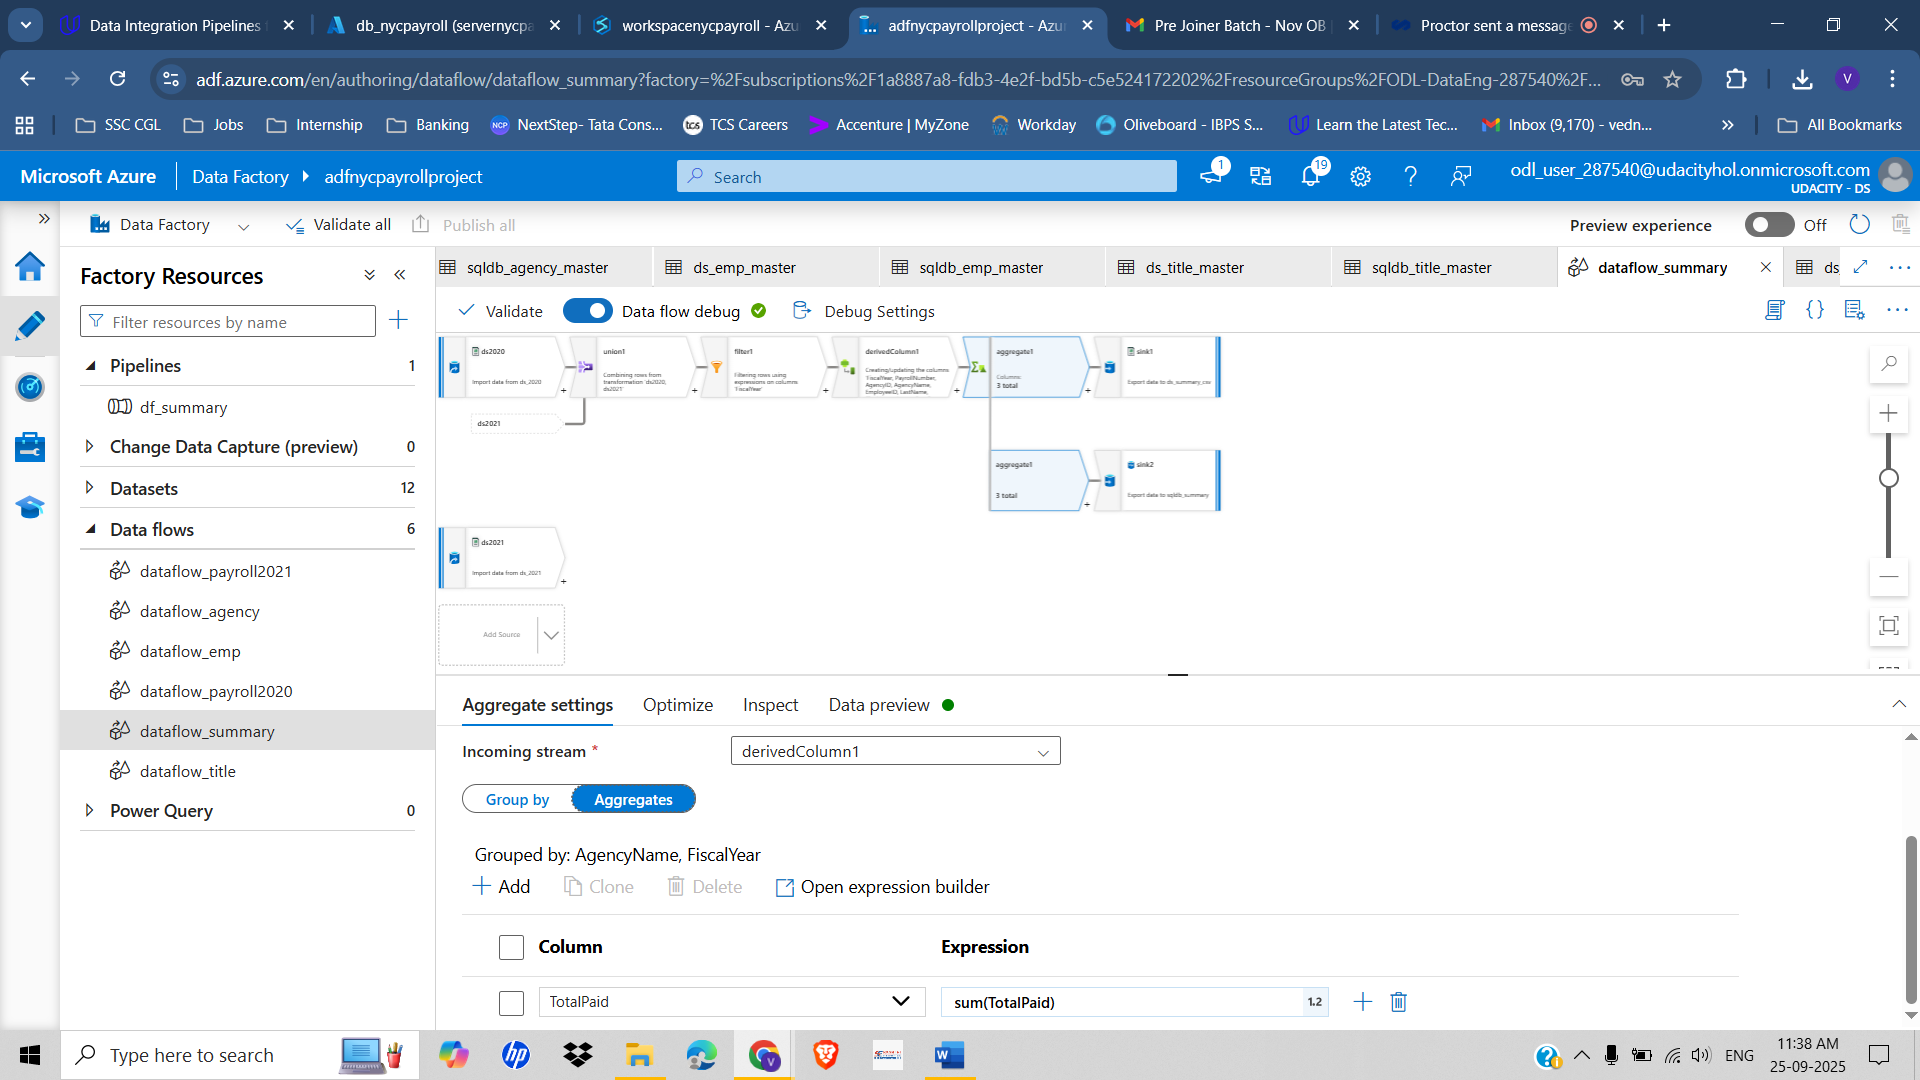 Data Integration Pipelines
db_nycpayroll (servernycpa
workspacenycpayroll - Azu
adfnycpayrollproject - Azu
Pre Joiner Batch - Nov OB
Proctor sent a message
adf.azure.com/en/authoring/dataflow/dataflow_summary?factory=%2Fsubscriptions%2F1a8887a8-fdb3-4e2f-bd5b-c5e524172202%2FresourceGroups%2FODL-DataEng-287540%2F...
V
SSC CGL
Jobs
Internship
Banking
NextStep- Tata Cons...
TCS Careers
Accenture | MyZone
Workday
Oliveboard - IBPS S...
Learn the Latest Tec...
Inbox (9,170) - vedn...
All Bookmarks
Microsoft Azure
Data Factory
adfnycpayrollproject
Search
1
19
odl_user_287540@udacityhol.onmicrosoft.com
UDACITY - DS
Data Factory
Validate all
Publish all
Preview experience
Off
Factory Resources
Filter resources by name
Pipelines 1
df_summary
Change Data Capture (preview) 0
Datasets 12
Data flows 6
dataflow_payroll2021
dataflow_agency
dataflow_emp
dataflow_payroll2020
dataflow_summary
dataflow_title
Power Query 0
sqldb_agency_master
ds_emp_master
sqldb_emp_master
ds_title_master
sqldb_title_master
dataflow_summary
ds
Validate
Data flow debug
Debug Settings
ds2020
Import data from ds_2020
union1
Combining rows from
transformation 'ds2020,
ds2021'
filter1
Filtering rows using
expressions on columns
'FiscalYear'
derivedColumn1
Creating/updating the columns
'FiscalYear, PayrollNumber,
AgencyID, AgencyName,
EmployeeID, LastName,
aggregate1
Columns:
3 total
sink1
Export data to ds_summary_csv
ds2021
aggregate1
3 total
sink2
Export data to sqldb_summary
ds2021
Import data from ds_2021
Add Source
Aggregate settings
Optimize
Inspect
Data preview
Incoming stream *
derivedColumn1
Group by
Aggregates
Grouped by: AgencyName, FiscalYear
Add
Clone
Delete
Open expression builder
Column
Expression
TotalPaid
sum(TotalPaid)
1.2
Type here to search
ENG
11:38 AM
25-09-2025